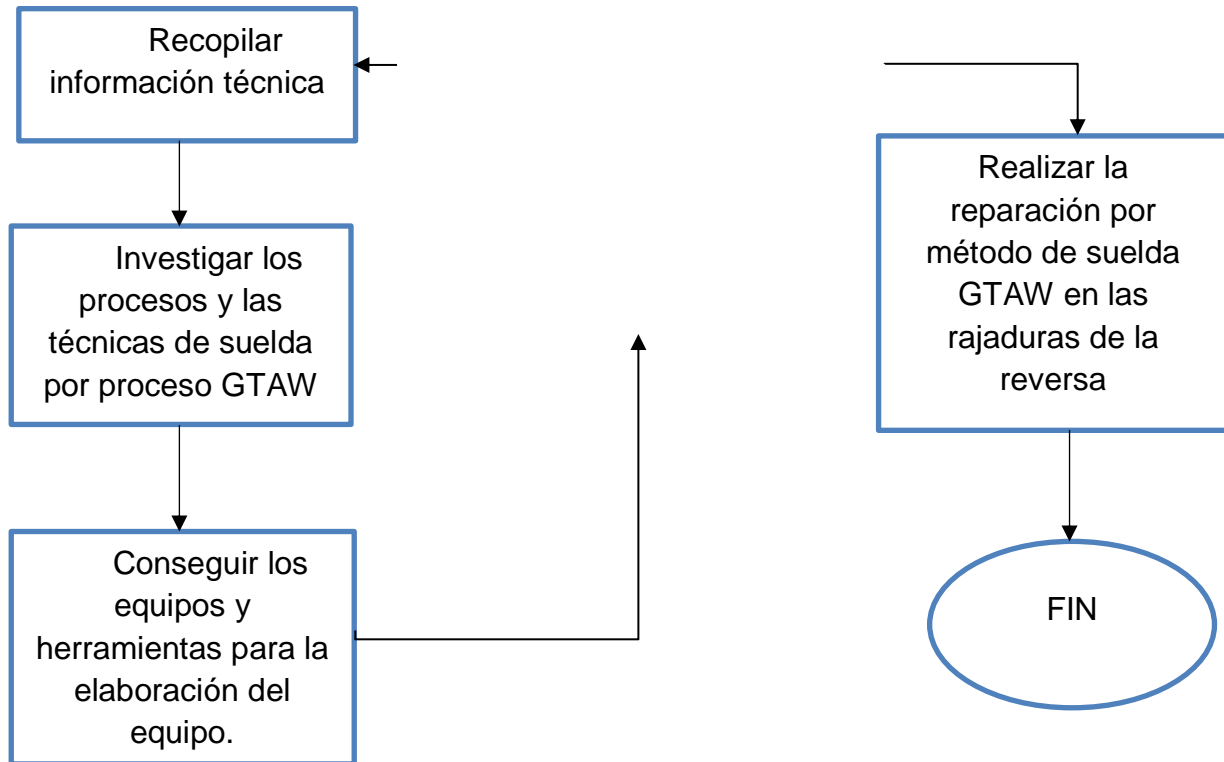 Recopilar
información técnica
Investigar los
procesos y las
técnicas de suelda
por proceso GTAW
Conseguir los
equipos y
herramientas para la
elaboración del
equipo.
Realizar la
reparación por
método de suelda
GTAW en las
rajaduras de la
reversa
FIN